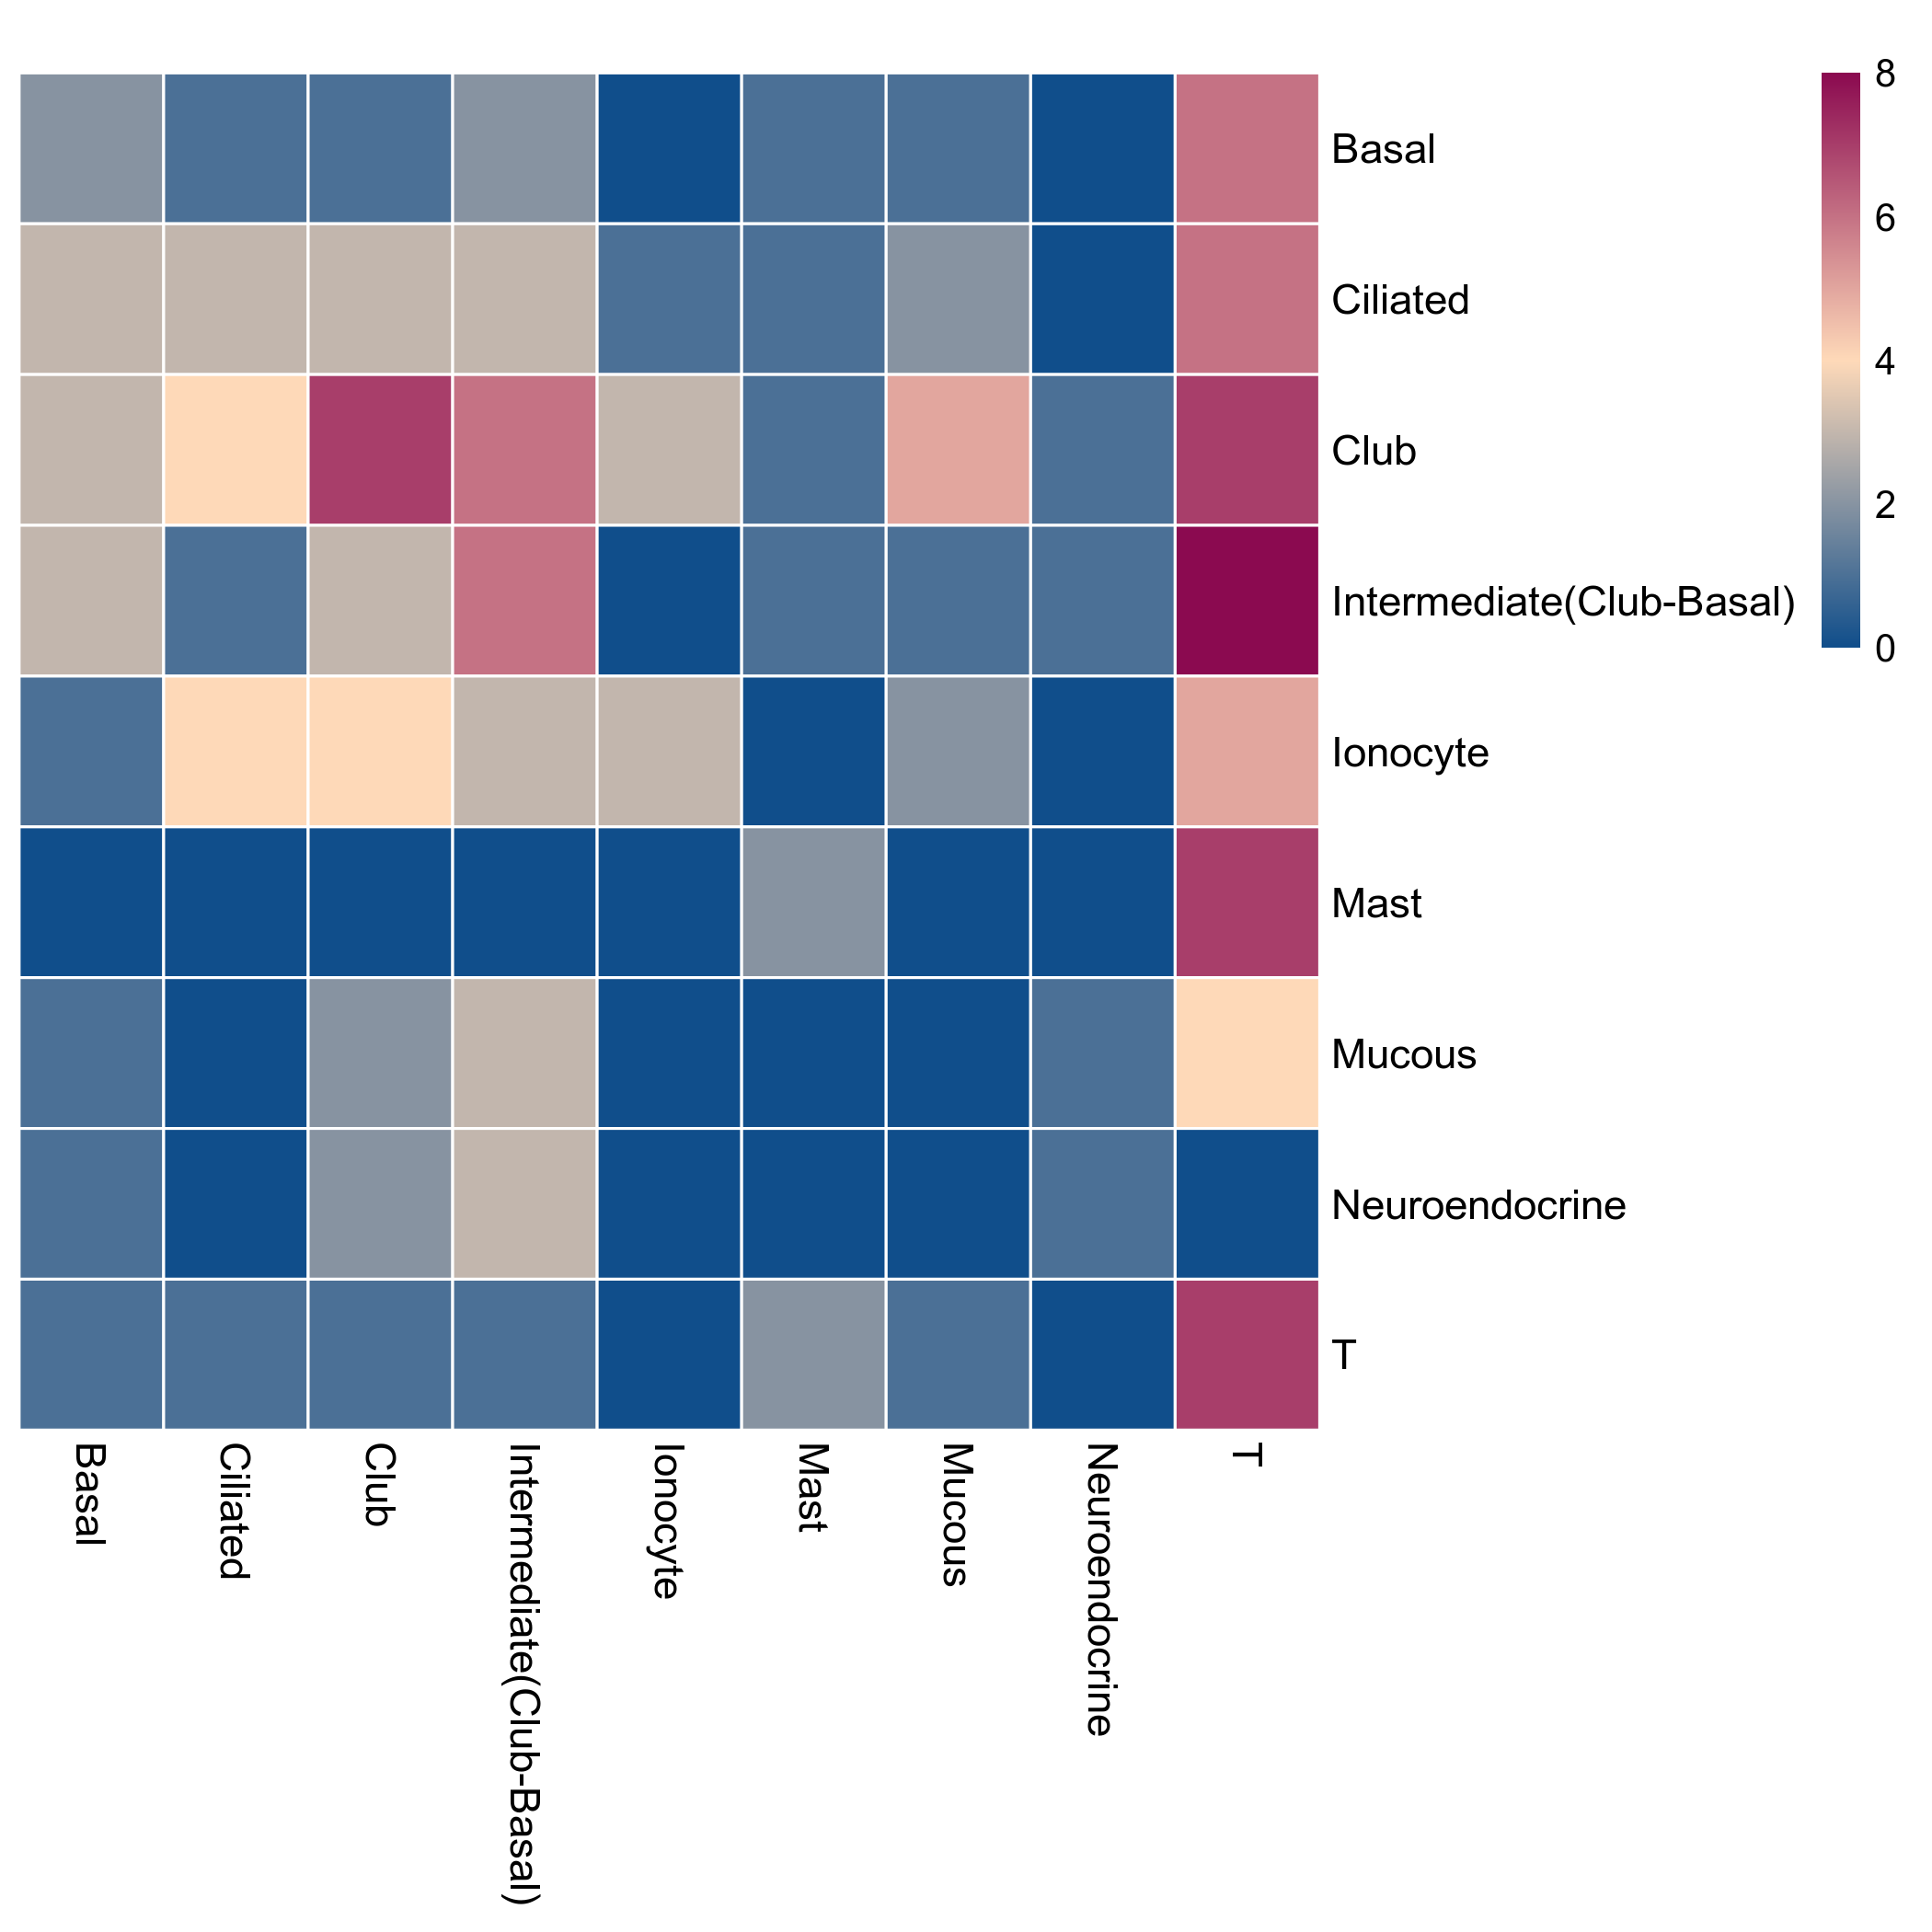 8
6
4
2
0
Basal
Ciliated
Club
Intermediate(Club-Basal)
Ionocyte
Mast
Mucous
Neuroendocrine
T
Basal
Ciliated
Club
Intermediate(Club-Basal)
Ionocyte
Mast
Mucous
Neuroendocrine
T